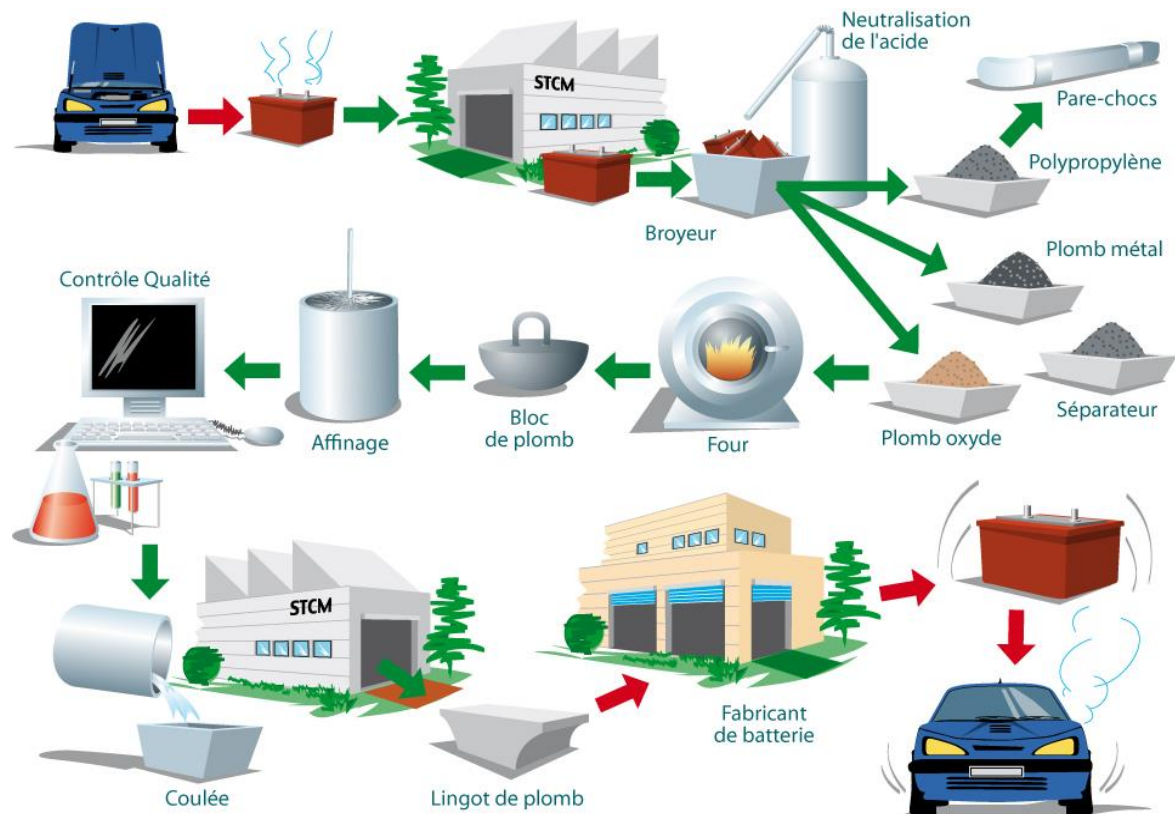 Neutralisation
de l'acide
STCM
Pare-chocs
Polypropylène
Broyeur
Plomb métal
Contrôle Qualité
Séparateur
Bloc
de plomb
Affinage
Four
Plomb oxyde
STCM
Fabricant
de batterie
Coulée
Lingot de plomb